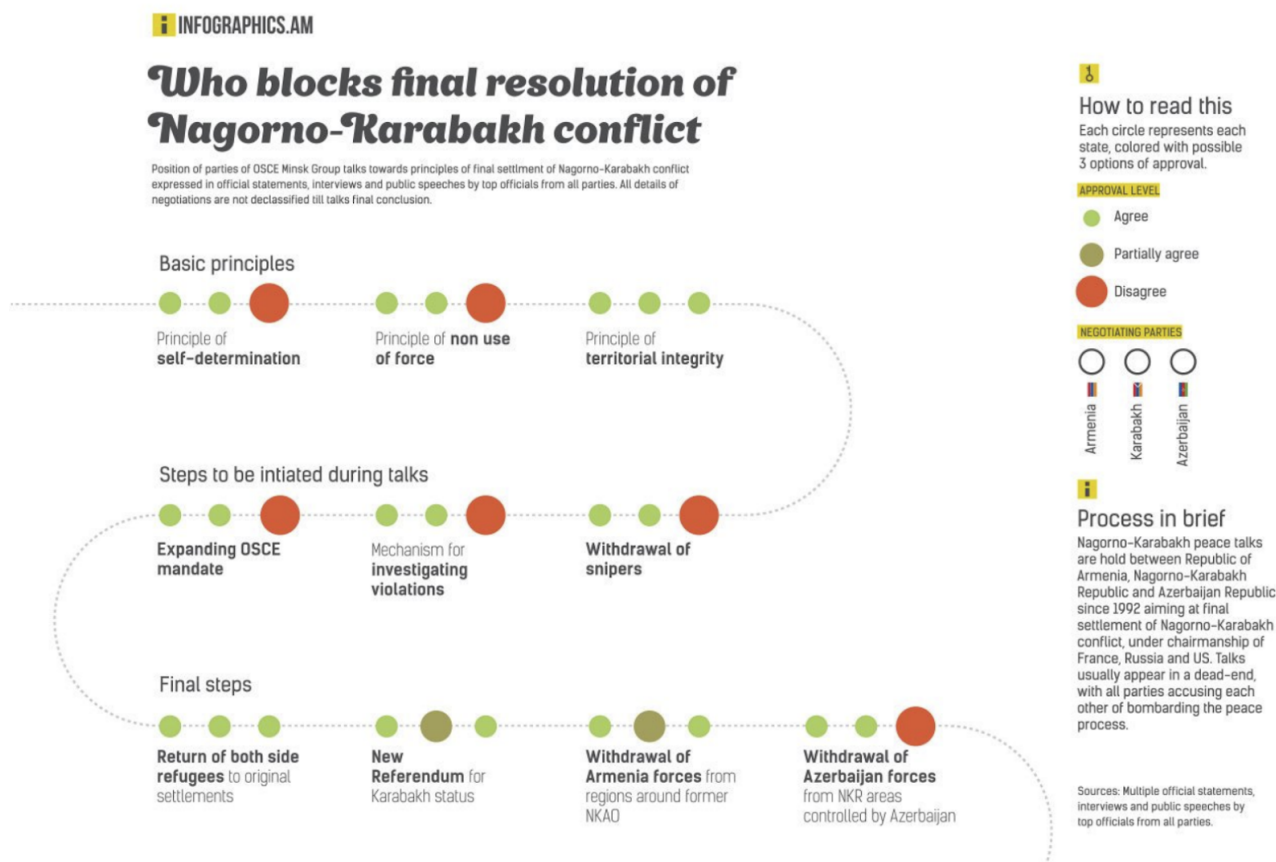 INFOGRAPHICS.AM
Who blocks final resolution of
Nagorno-Karabakh conflict
Position of parties of OSCE Minsk Group talks towards principles of final settlment of Nagorno-Karabakh conflict
expressed in official statements, interviews and public speeches by top officials from all parties. All details of
negotiations are not declassified till talks final conclusion.
Basic principles
Principle of
self-determination
Principle of non use
of force
Principle of
territorial integrity
Steps to be intiated during talks
Expanding OSCE
mandate
Mechanism for
investigating
violations
Withdrawal of
snipers
Final steps
Return of both side
refugees to original
settlements
New
Referendum for
Karabakh status
Withdrawal of
Armenia forces from
regions around former
NKAO
Withdrawal of
Azerbaijan forces
from NKR areas
controlled by Azerbaijan
How to read this
Each circle represents each
state, colored with possible
3 options of approval.
APPROVAL LEVEL
Agree
Partially agree
Disagree
NEGOTIATING PARTIES
Armenia
Karabakh
Azerbaijan
Process in brief
Nagorno-Karabakh peace talks
are hold between Republic of
Armenia, Nagorno-Karabakh
Republic and Azerbaijan Republic
since 1992 aiming at final
settlement of Nagorno-Karabakh
conflict, under chairmanship of
France, Russia and US. Talks
usually appear in a dead-end,
with all parties accusing each
other of bombarding the peace
process.
Sources: Multiple official statements,
interviews and public speeches by
top officials from all parties.